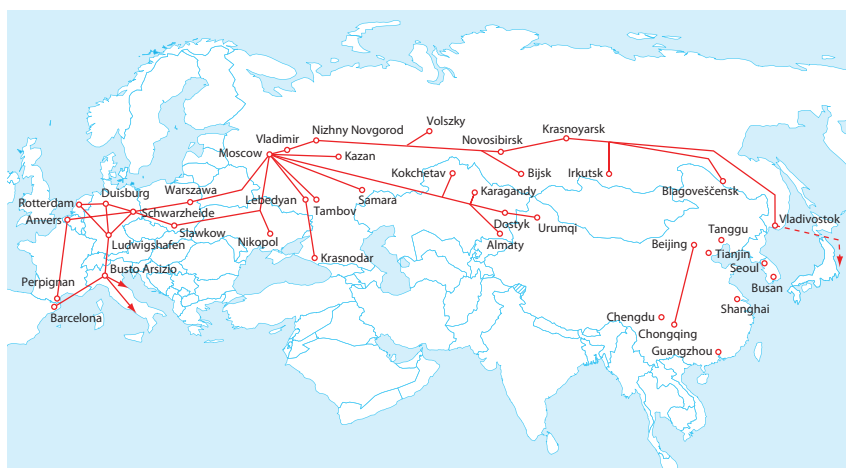 Volszky
Nizhny Novgorod
Krasnoyarsk
Vladimir
Novosibirsk
Moscow
Kazan
Kokchetav
Bijsk
Irkutsk
Duisburg
Warszawa
Karagandy
Blagoveščensk
Rotterdam
Lebedyan
Samara
Anvers
Schwarzheide
Tambov
Dostyk
Urumqi
Vladivostok
Sławkow
Tanggu
Ludwigshafen
Nikopol
Almaty
Beijing
Tianjin
Krasnodar
Seoul
Busto Arsizio
Perpignan
Busan
Shanghai
Barcelona
Chengdu
Chongqing
Guangzhou